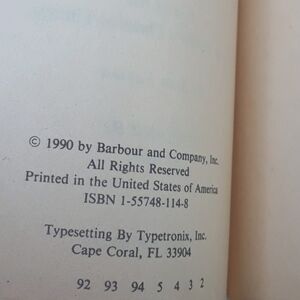 © 1990 by Barbour and Company, Inc.
All Rights Reserved
Printed in the United States of America
ISBN 1-55748-114-8
Typesetting By Typetronix, Inc.
Cape Coral, FL 33904
92 93 94 5 4 3 2